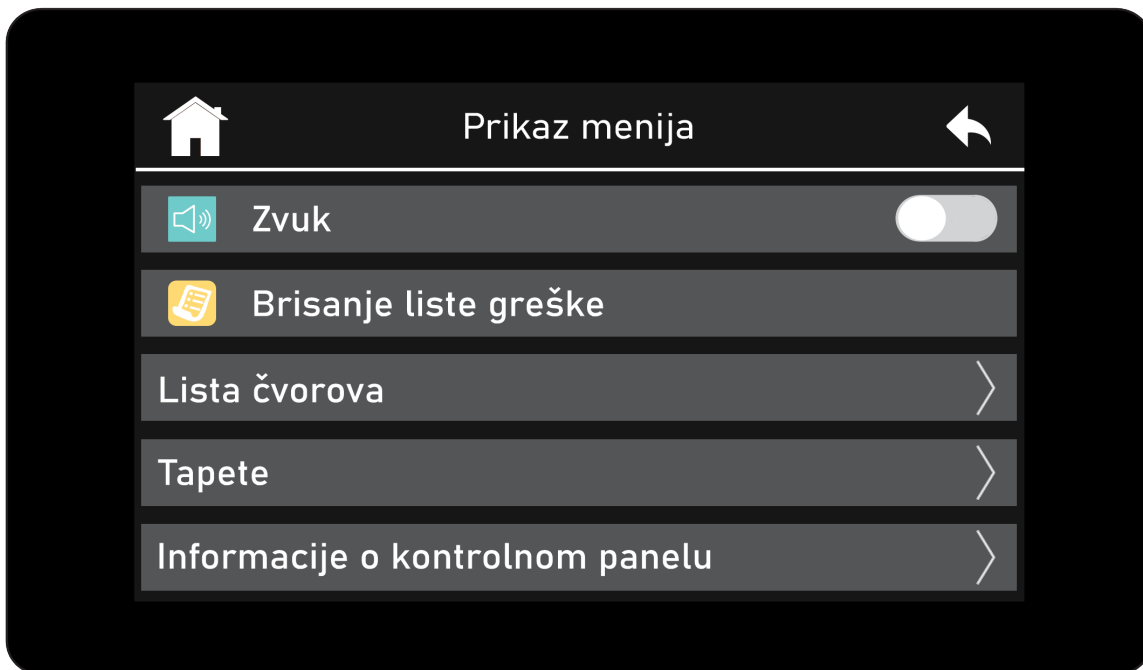 Prikaz menija
Zvuk
Brisanje liste greške
Lista čvorova
Tapete
Informacije o kontrolnom panelu